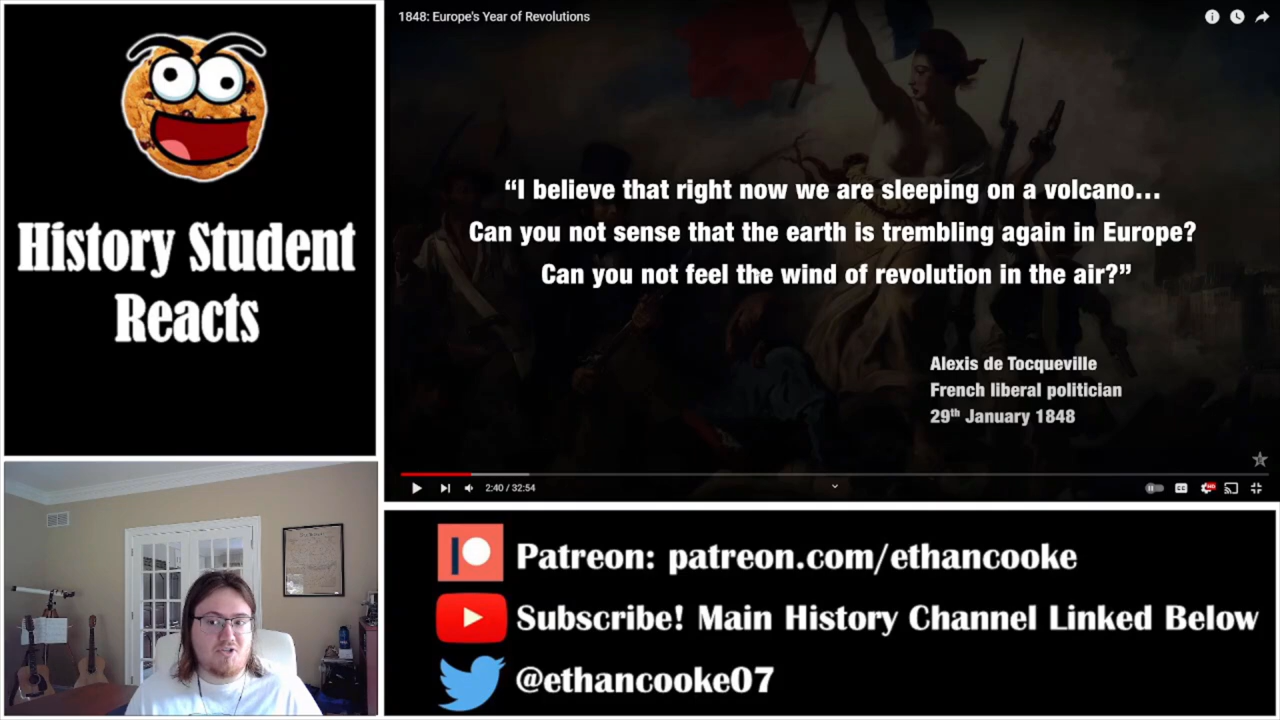 History Student
Reacts
1848: Europe's Year of Revolutions
“I believe that right now we are sleeping on a volcano…
Can you not sense that the earth is trembling again in Europe?
Can you not feel the wind of revolution in the air?”
Alexis de Tocqueville
French liberal politician
29th January 1848
2:40 / 32:54
Patreon: patreon.com/ethancooke
Subscribe! Main History Channel Linked Below
@ethancooke07